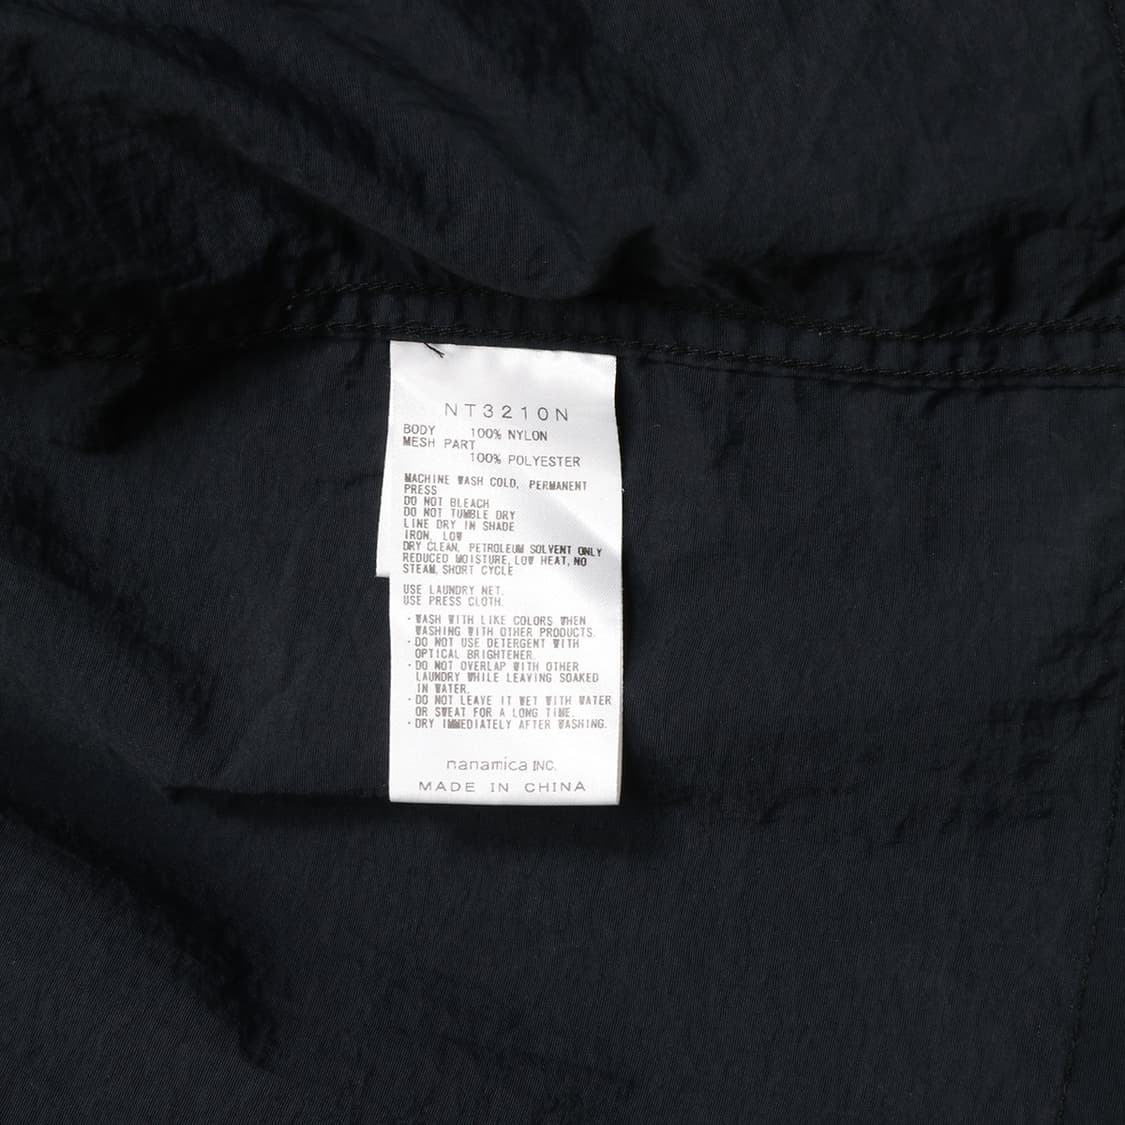 NT3210N
BODY 100% NYLON
MESH PART
100% POLYESTER
MACHINE WASH COLD, PERMANENT
PRESS
DO NOT BLEACH
DO NOT TUMBLE DRY
LINE DRY IN SHADE
IRON, LOW
DRY CLEAN, PETROLEUM SOLVENT ONLY
REDUCED MOISTURE, LOW HEAT, NO
STEAM, SHORT CYCLE
USE LAUNDRY NET.
USE PRESS CLOTH.
・WASH WITH LIKE COLORS WHEN
WASHING WITH OTHER PRODUCTS.
・DO NOT USE DETERGENT WITH
OPTICAL BRIGHTENER.
・DO NOT OVERLAP WITH OTHER
LAUNDRY WHILE LEAVING SOAKED
IN WATER.
・DO NOT LEAVE IT WET WITH WATER
OR SWEAT FOR A LONG TIME.
・DRY IMMEDIATELY AFTER WASHING.
nanamica INC.
MADE IN CHINA